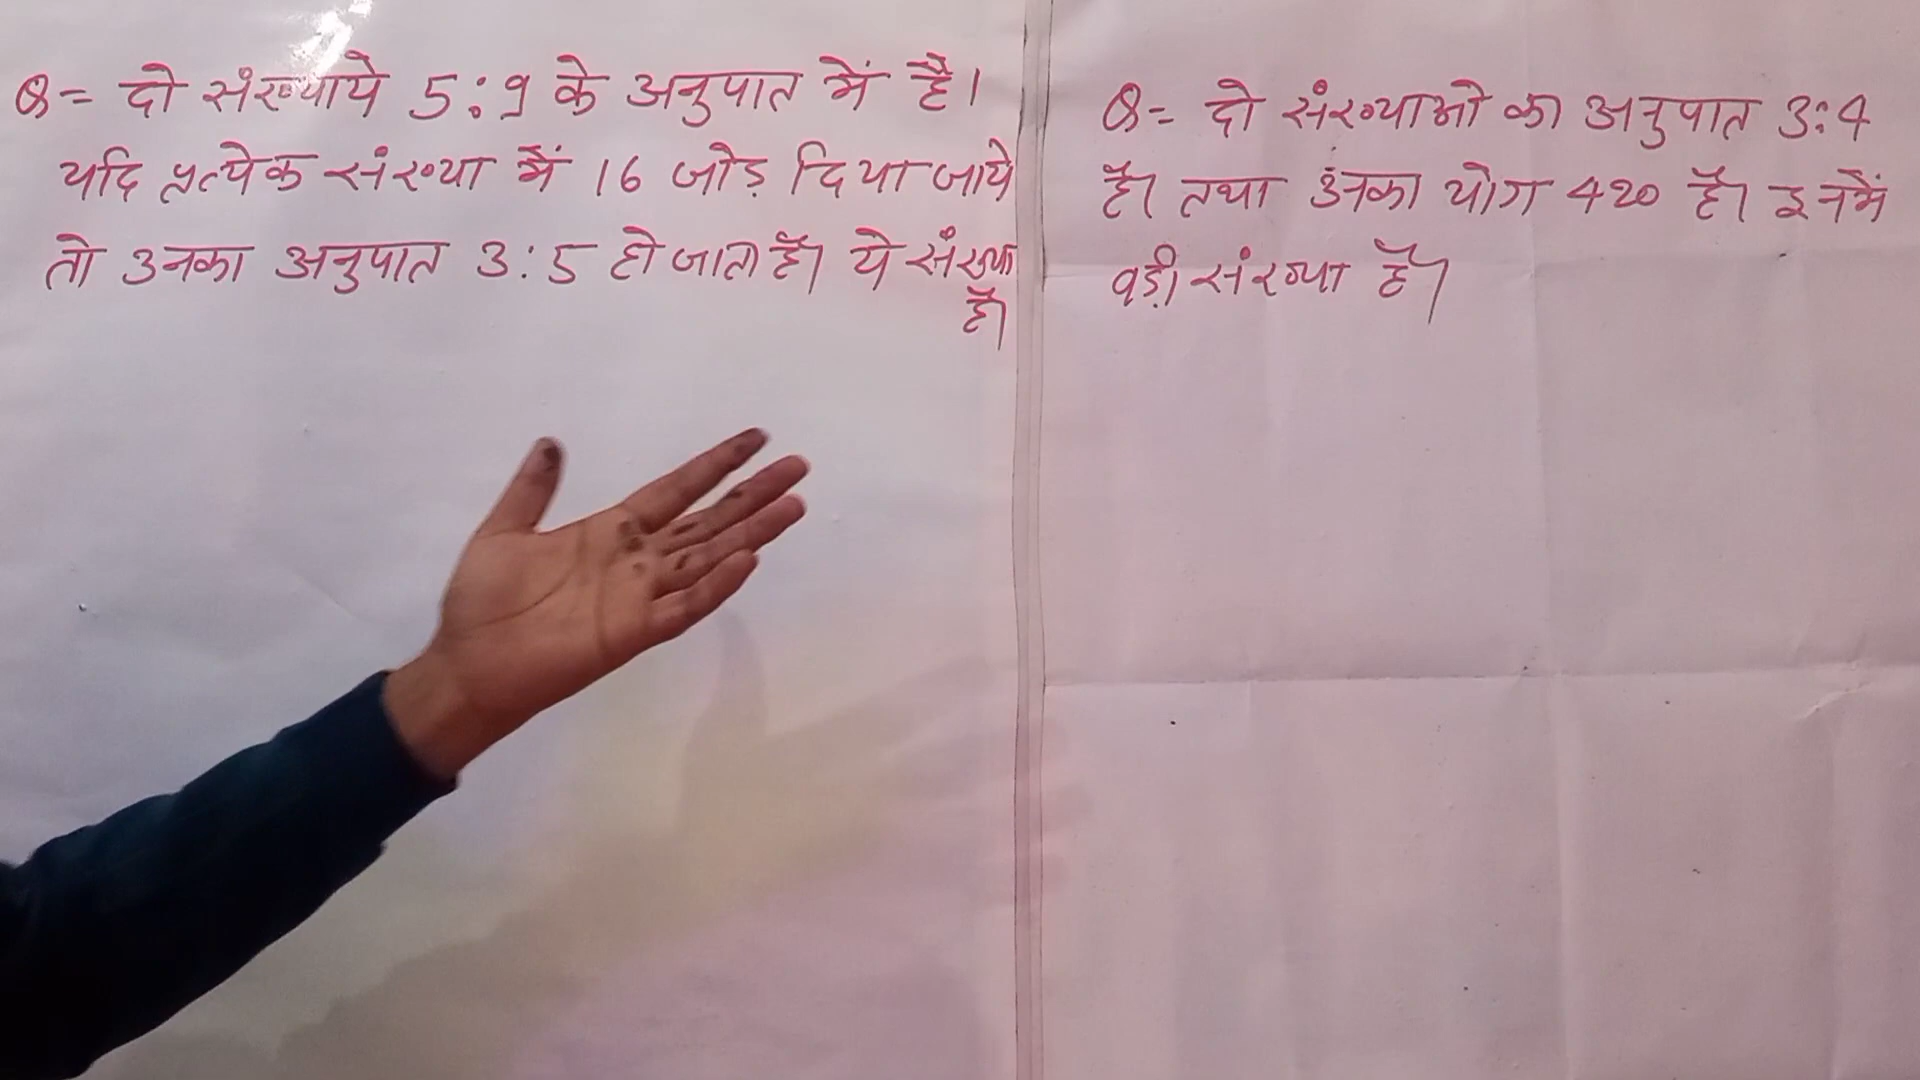 Q= दो संख्याये 5:9 के अनुपात में है।
यदि प्रत्येक संख्या में 16 जोड़ दिया जाये
तो उनका अनुपात 3:5 हो जाता है। ये संख्या
है।
Q= दो संख्याओ का अनुपात 3:4
है। तथा उनका योग 420 है। इनमें
बड़ी संख्या है।